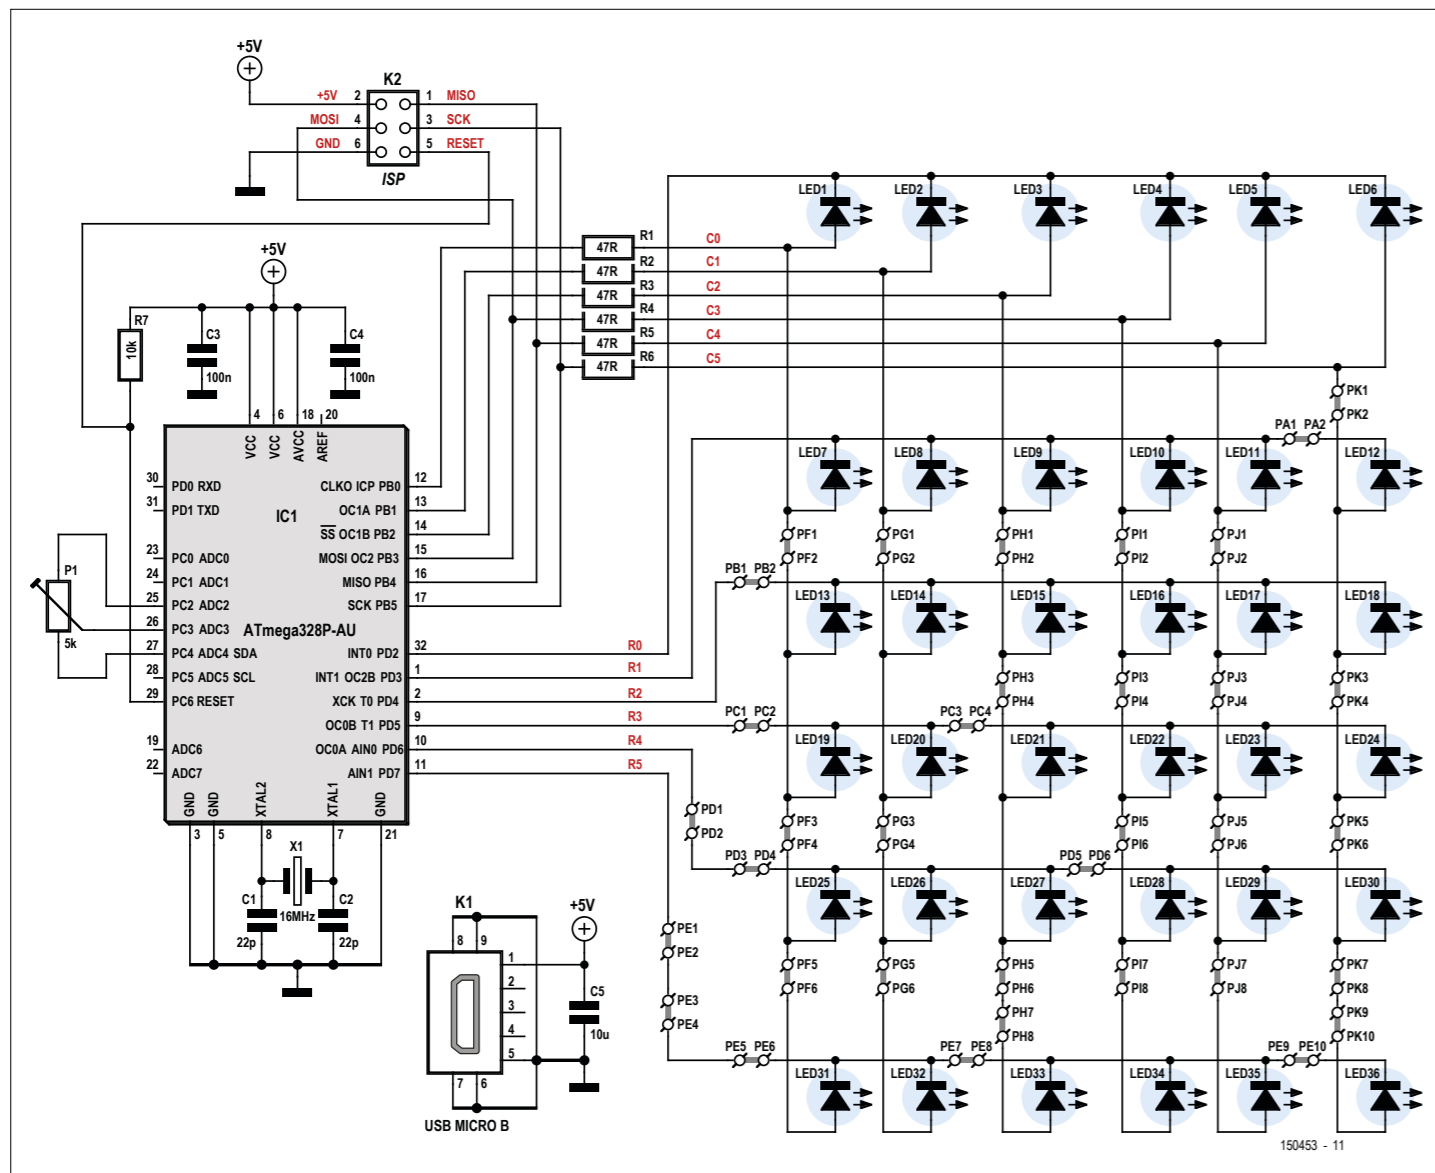 +5V
K2
+5V 2 1 MISO
MOSI 4 3 SCK
GND 6 5 RESET
ISP
LED1 LED2 LED3 LED4 LED5 LED6
+5V
47R R1 C0
47R R2 C1
47R R3 C2
47R R4 C3
47R R5 C4
47R R6 C5
R7 10k
C3 100n
C4 100n
PK1
PK2
PA1 PA2
4 6 18 20
VCC VCC AVCC AREF
LED7 LED8 LED9 LED10 LED11 LED12
30 PD0 RXD
31 PD1 TXD
23 PC0 ADC0
24 PC1 ADC1
25 PC2 ADC2
26 PC3 ADC3
27 PC4 ADC4 SDA
28 PC5 ADC5 SCL
29 PC6 RESET
19 ADC6
22 ADC7
IC1
ATmega328P-AU
CLKO ICP PB0 12
OC1A PB1 13
SS OC1B PB2 14
MOSI OC2 PB3 15
MISO PB4 16
SCK PB5 17
INT0 PD2 32
INT1 OC2B PD3 1
XCK T0 PD4 2
OC0B T1 PD5 9
OC0A AIN0 PD6 10
AIN1 PD7 11
P1
5k
R0
R1
R2
R3
R4
R5
PF1 PG1 PH1 PI1 PJ1
PF2 PG2 PH2 PI2 PJ2
PB1 PB2
LED13 LED14 LED15 LED16 LED17 LED18
PH3 PI3 PJ3 PK3
PH4 PI4 PJ4 PK4
PC1 PC2 PC3 PC4
LED19 LED20 LED21 LED22 LED23 LED24
PD1
PD2
PF3 PG3 PI5 PJ5 PK5
PF4 PG4 PI6 PJ6 PK6
PD3 PD4 PD5 PD6
LED25 LED26 LED27 LED28 LED29 LED30
GND GND XTAL2 XTAL1 GND
3 5 8 7 21
X1
16MHz
C1 22p
C2 22p
PE1
PE2
PE3
PE4
PF5 PG5 PH5 PI7 PJ7 PK7
PF6 PG6 PH6 PI8 PJ8 PK8
PH7 PK9
PH8 PK10
PE5 PE6 PE7 PE8 PE9 PE10
LED31 LED32 LED33 LED34 LED35 LED36
K1
8 9
1
2
3
4
5
7 6
USB MICRO B
+5V
C5
10u
150453 - 11